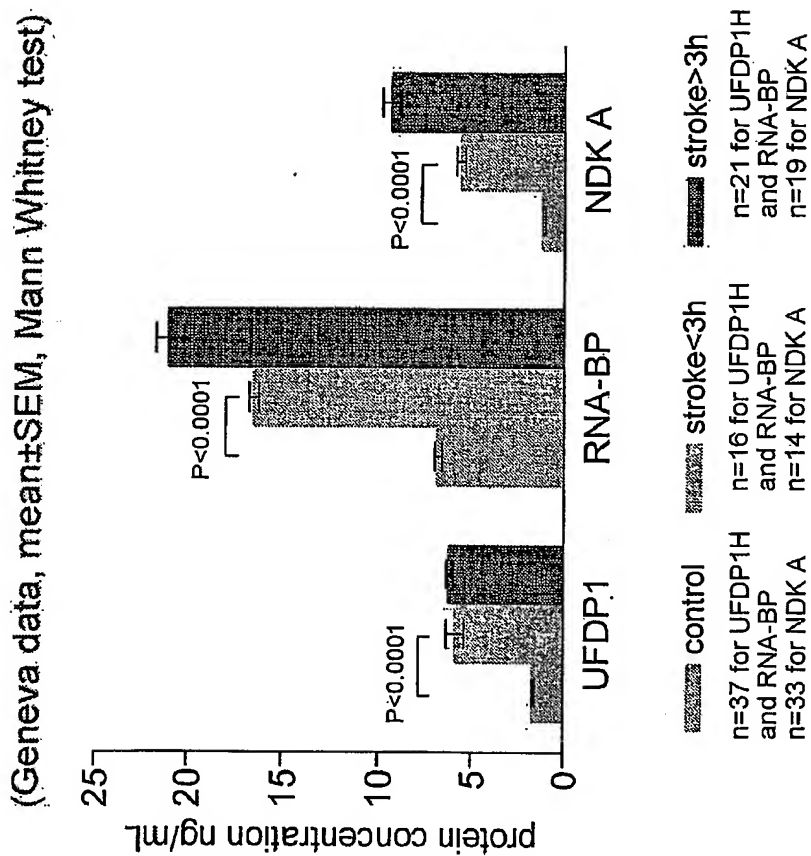 (Geneva data, mean±SEM, Mann Whitney test)
protein concentration ng/mL
25
20
15
10
5
0
P<0.0001
P<0.0001
P<0.0001
UFDP1
RNA-BP
NDK A
control
n=37 for UFDP1H
and RNA-BP
n=33 for NDK A
stroke<3h
n=16 for UFDP1H
and RNA-BP
n=14 for NDK A
stroke>3h
n=21 for UFDP1H
and RNA-BP
n=19 for NDK A